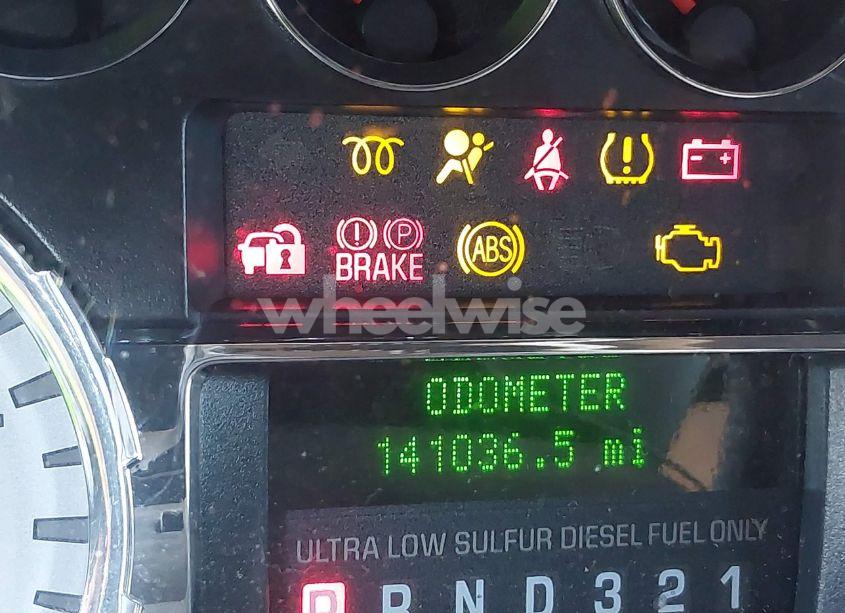 ABS
BRAKE
wheelwise
ODOMETER
141036.5 mi
ULTRA LOW SULFUR DIESEL FUEL ONLY
P R N D 3 2 1